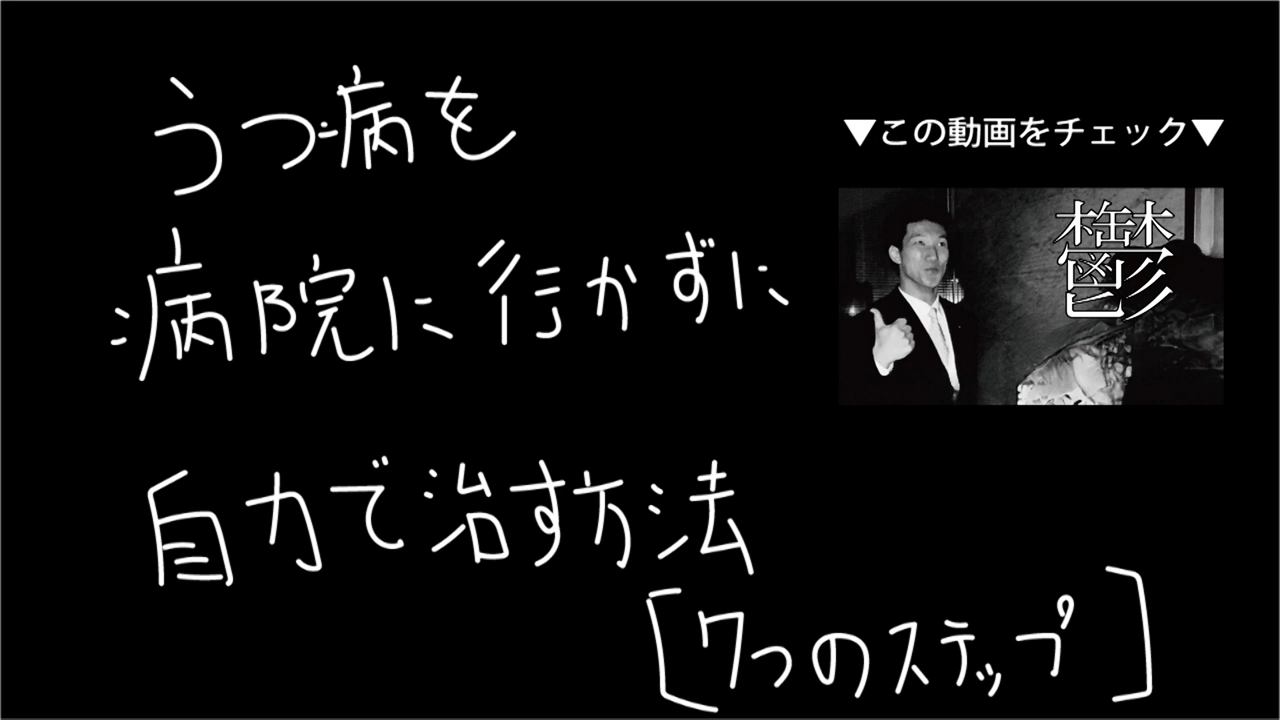 うつ病を
病院に行かずに
自力で治す方法
[7つのステップ]
▼この動画をチェック▼
鬱